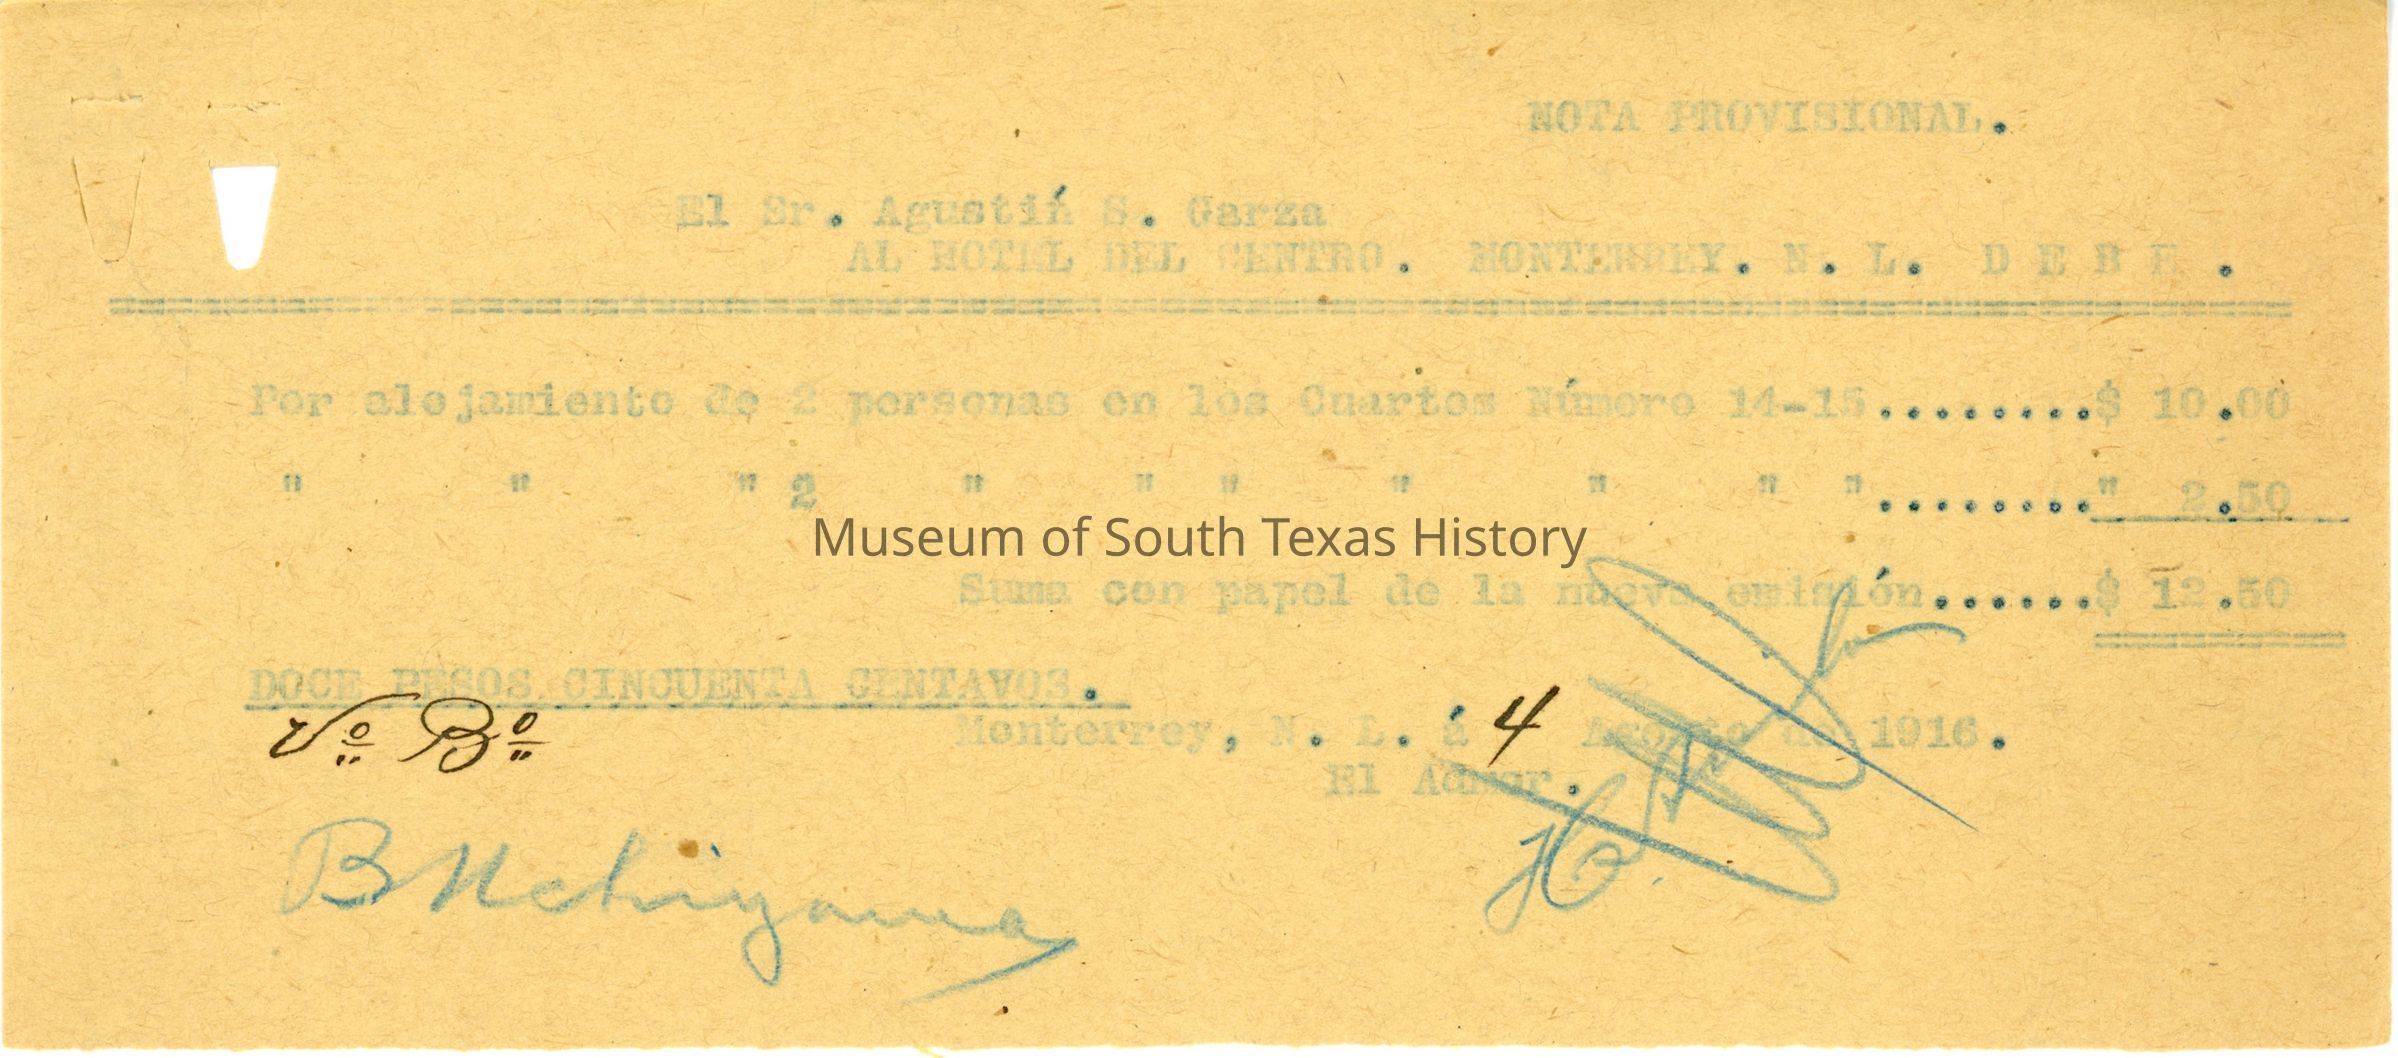 NOTA PROVISIONAL.
El Sr. Agustiń S. Garza
AL HOTEL DEL CENTRO. MONTERREY. N. L. D E B E .
Por alojamiento de 2 personas en los Cuartos Número 14-15.........$ 10.00
" " " 2 " " " " " " "........." 2.50
Museum of South Texas History
Suma con papel de la nueva emisión.......$ 12.50
DOCE PESOS CINCUENTA CENTAVOS.
Vo Bo
Monterrey, N. L. á 4 Agosto de 1916.
El Admor.
B Uchiyama